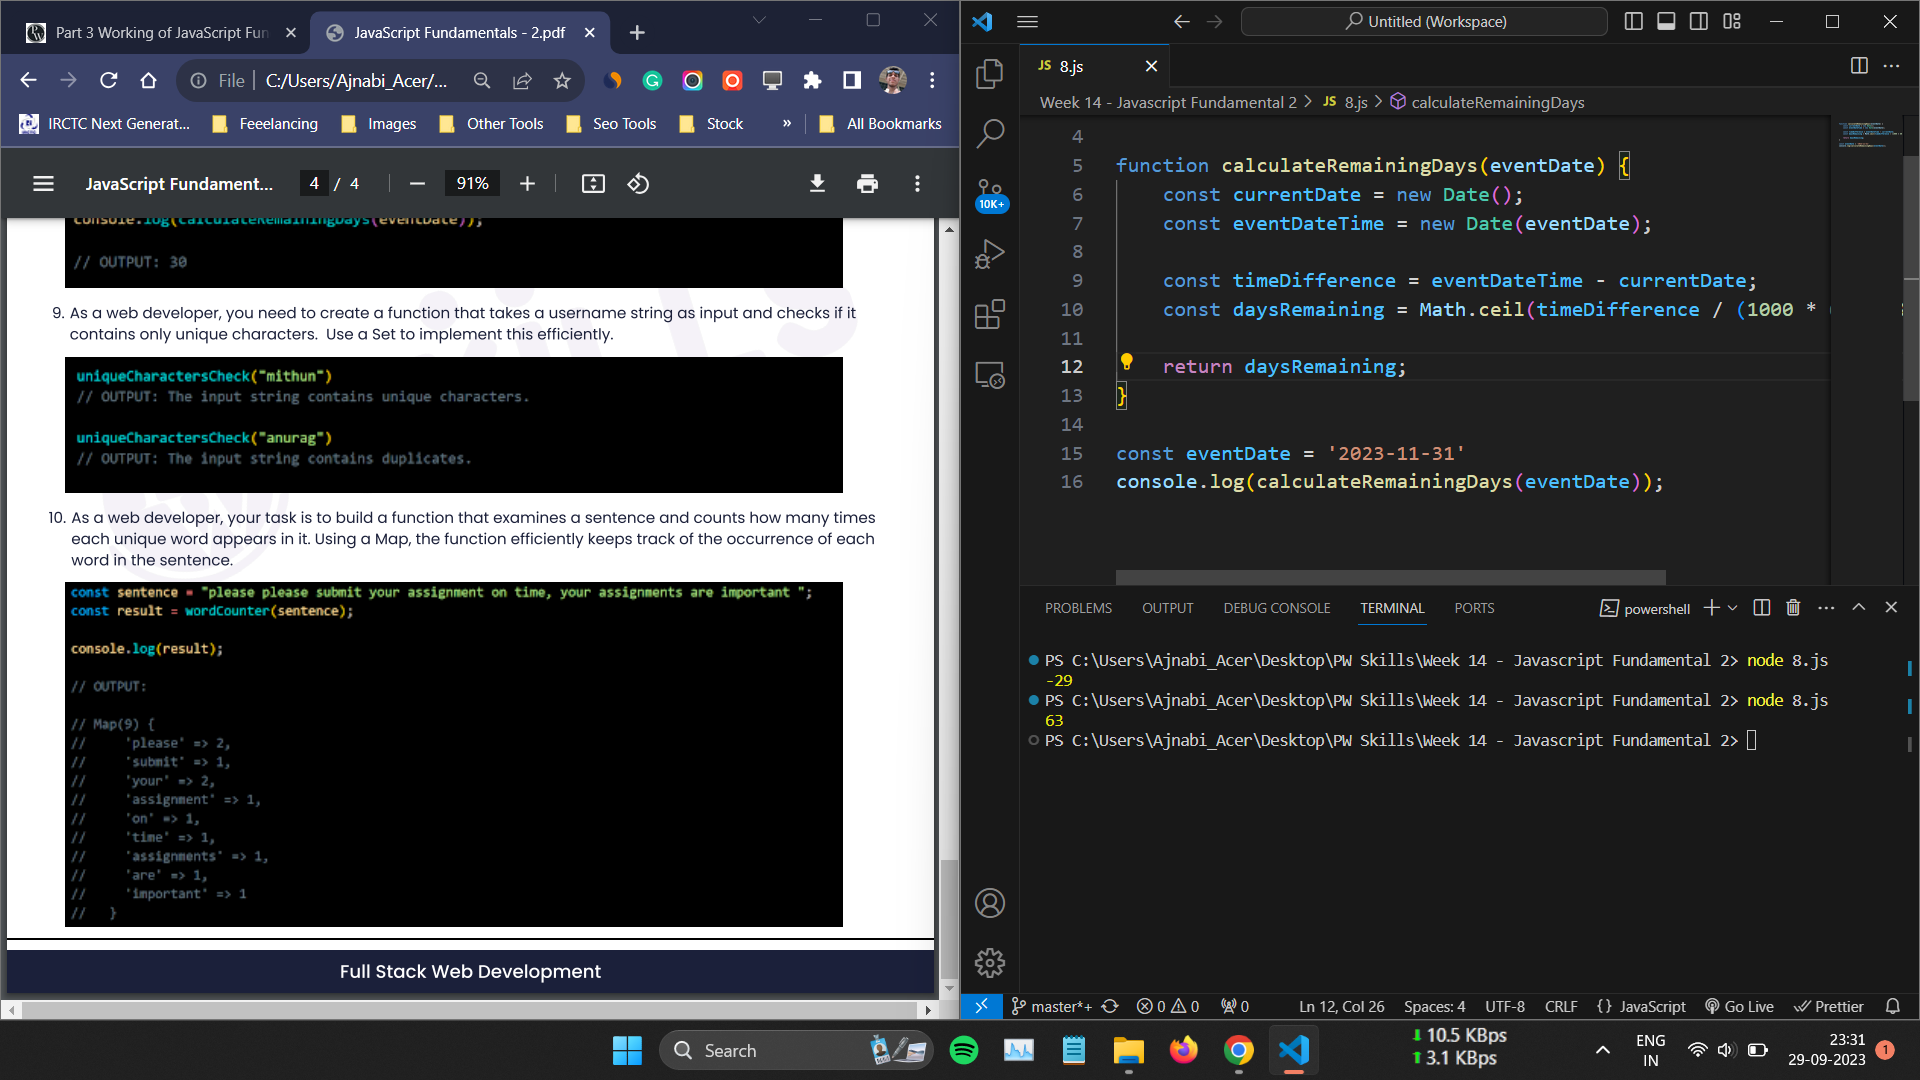 Part 3 Working of JavaScript Fun
JavaScript Fundamentals - 2.pdf
File
C:/Users/Ajnabi_Acer/...
IRCTC Next Generat...
Feeelancing
Images
Other Tools
Seo Tools
Stock
»
All Bookmarks
JavaScript Fundament...
4 / 4
91%
console.log(calculateRemainingDays(eventDate));
// OUTPUT: 30
9. As a web developer, you need to create a function that takes a username string as input and checks if it
contains only unique characters. Use a Set to implement this efficiently.
uniqueCharactersCheck("mithun")
// OUTPUT: The input string contains unique characters.
uniqueCharactersCheck("anurag")
// OUTPUT: The input string contains duplicates.
10. As a web developer, your task is to build a function that examines a sentence and counts how many times
each unique word appears in it. Using a Map, the function efficiently keeps track of the occurrence of each
word in the sentence.
const sentence = "please please submit your assignment on time, your assignments are important ";
const result = wordCounter(sentence);
console.log(result);
// OUTPUT:
// Map(9) {
// 'please' => 2,
// 'submit' => 1,
// 'your' => 2,
// 'assignment' => 1,
// 'on' => 1,
// 'time' => 1,
// 'assignments' => 1,
// 'are' => 1,
// 'important' => 1
// }
Full Stack Web Development
Untitled (Workspace)
JS 8.js
Week 14 - Javascript Fundamental 2 > JS 8.js > calculateRemainingDays
10K+
4
5 function calculateRemainingDays(eventDate) {
6 const currentDate = new Date();
7 const eventDateTime = new Date(eventDate);
8
9 const timeDifference = eventDateTime - currentDate;
10 const daysRemaining = Math.ceil(timeDifference / (1000 *
11
12 return daysRemaining;
13 }
14
15 const eventDate = '2023-11-31'
16 console.log(calculateRemainingDays(eventDate));
PROBLEMS
OUTPUT
DEBUG CONSOLE
TERMINAL
PORTS
powershell
PS C:\Users\Ajnabi_Acer\Desktop\PW Skills\Week 14 - Javascript Fundamental 2> node 8.js
-29
PS C:\Users\Ajnabi_Acer\Desktop\PW Skills\Week 14 - Javascript Fundamental 2> node 8.js
63
PS C:\Users\Ajnabi_Acer\Desktop\PW Skills\Week 14 - Javascript Fundamental 2>
master*+
0
0
0
Ln 12, Col 26
Spaces: 4
UTF-8
CRLF
{ } JavaScript
Go Live
Prettier
Search
10.5 KBps
3.1 KBps
ENG
IN
23:31
29-09-2023
1